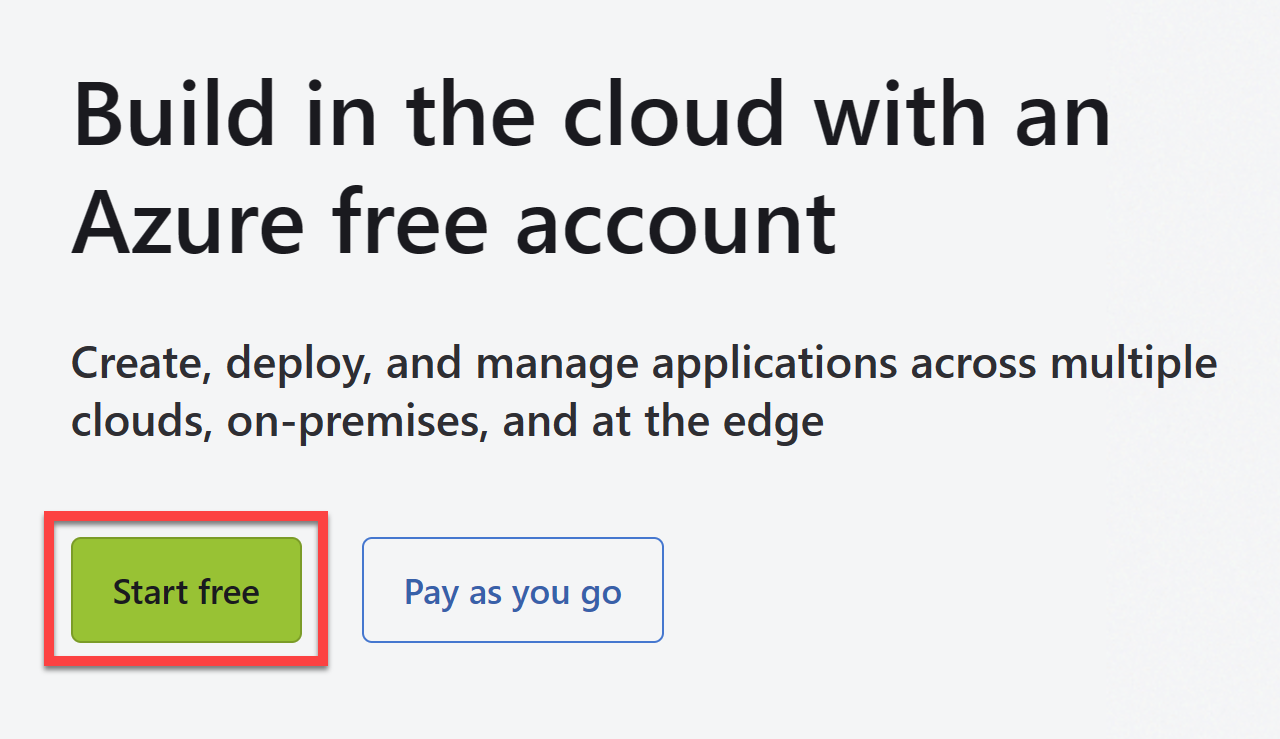 Build in the cloud with an
Azure free account
Create, deploy, and manage applications across multiple
clouds, on-premises, and at the edge
Start free
Pay as you go